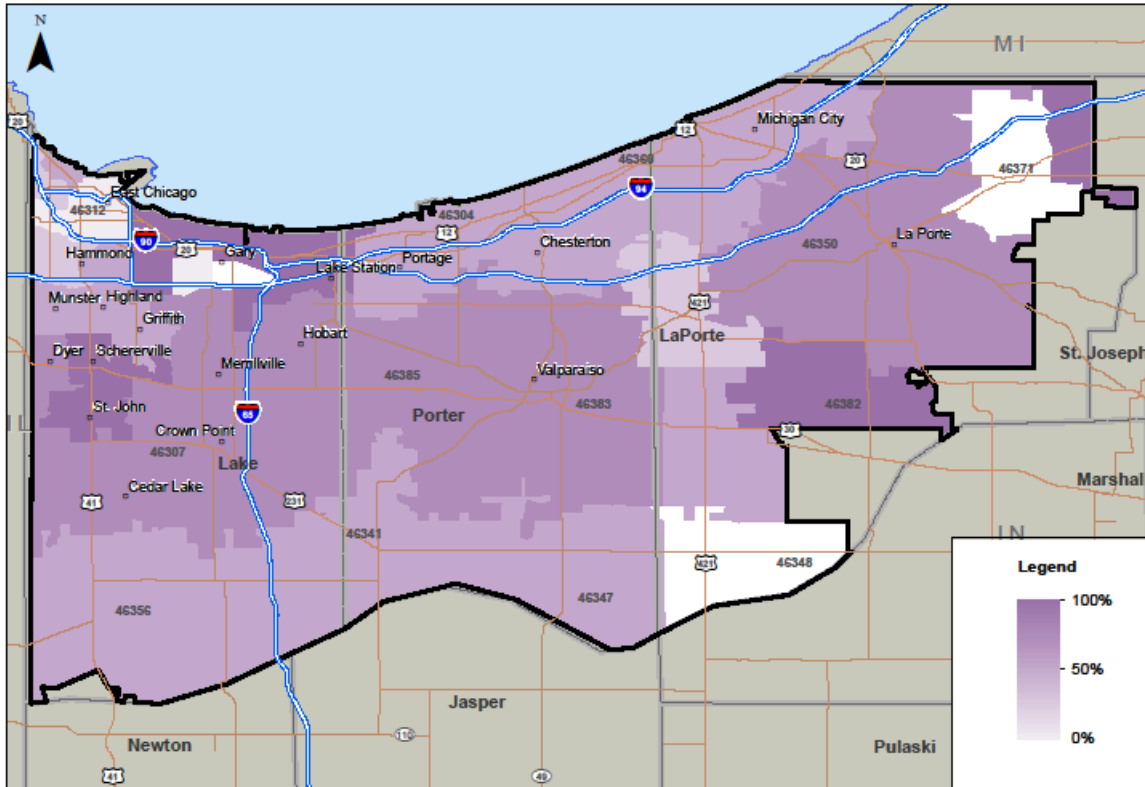 N
MI
20
12
Michigan City
46360
20
46371
East Chicago
94
46312
46304
12
90
20
Chesterton
46350
La Porte
Hammond
Gary
Portage
Lake Station
Munster
Highland
421
Griffith
Hobart
LaPorte
Dyer
Schererville
St. Joseph
Merrillville
Valparaiso
46385
St. John
65
Porter
46383
46382
IL
30
Crown Point
46307
Lake
Marshal
Cedar Lake
41
231
46341
IN
421
46348
Legend
46356
46347
100%
50%
0%
Jasper
110
Newton
Pulaski
41
49